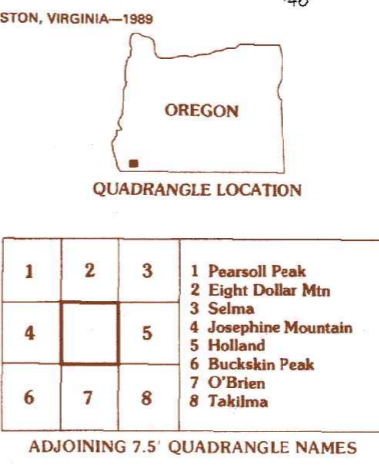 '40
STON, VIRGINIA—1989
OREGON
QUADRANGLE LOCATION
1 2 3
4 5
6 7 8
1 Pearsoll Peak
2 Eight Dollar Mtn
3 Selma
4 Josephine Mountain
5 Holland
6 Buckskin Peak
7 O'Brien
8 Takilma
ADJOINING 7.5′ QUADRANGLE NAMES